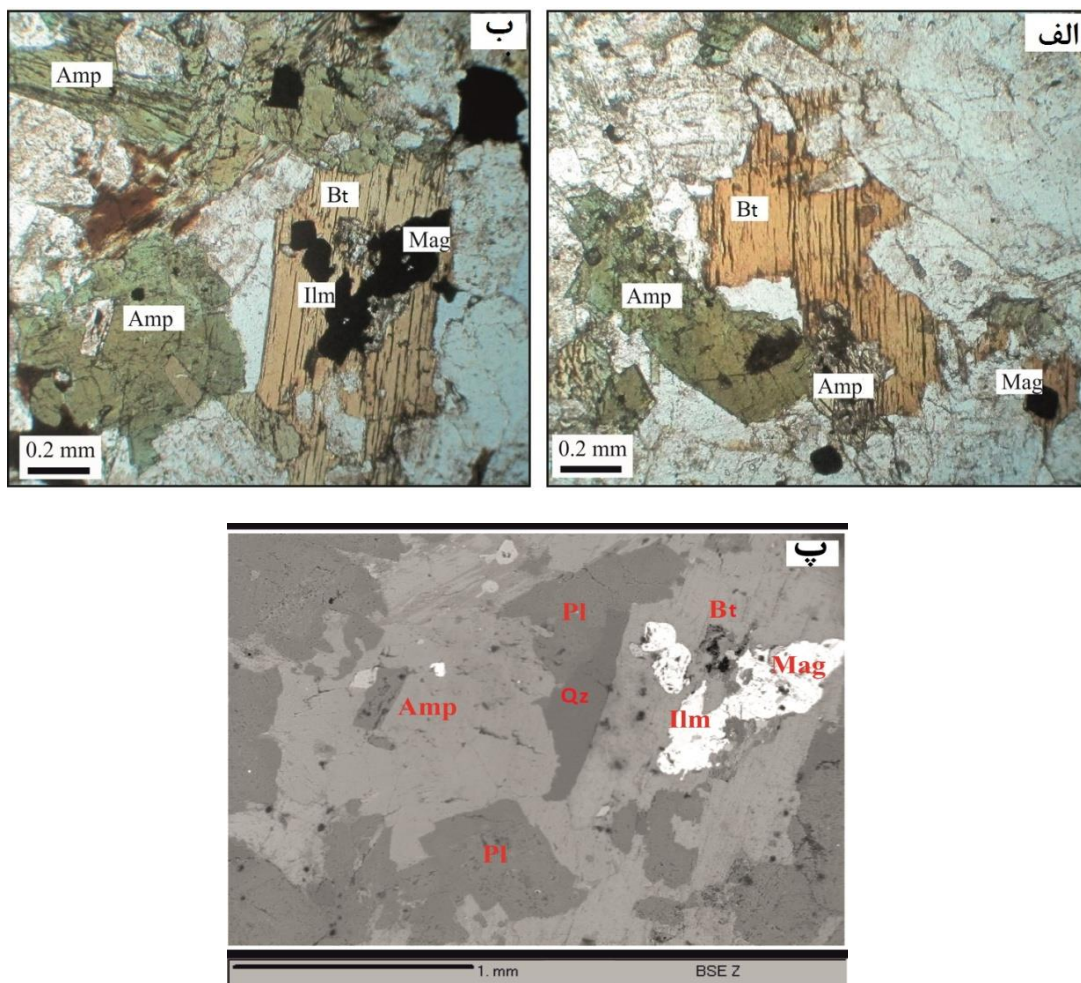 الف
Bt
Amp
Amp
Mag
0.2 mm
ب
Amp
Bt
Mag
Ilm
Amp
0.2 mm
پ
Pl
Bt
Mag
Amp
Qz
Ilm
Pl
1. mm
BSE Z